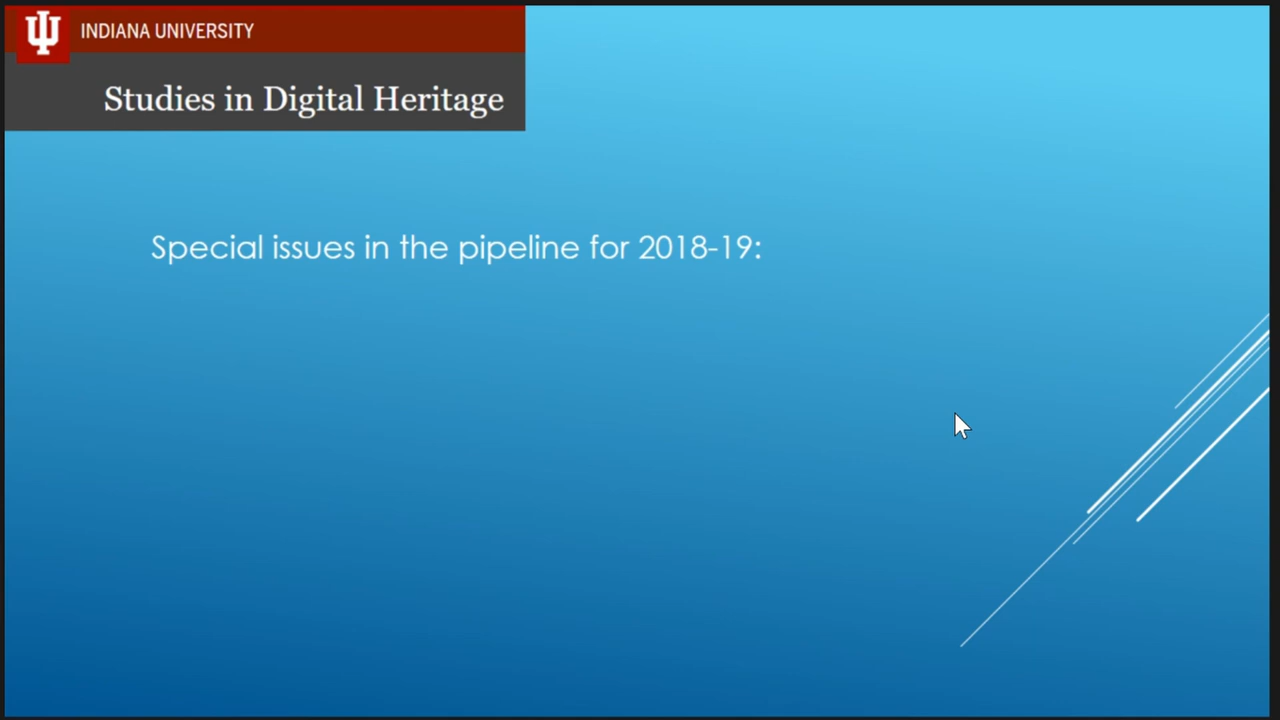 INDIANA UNIVERSITY
Studies in Digital Heritage
Special issues in the pipeline for 2018-19: